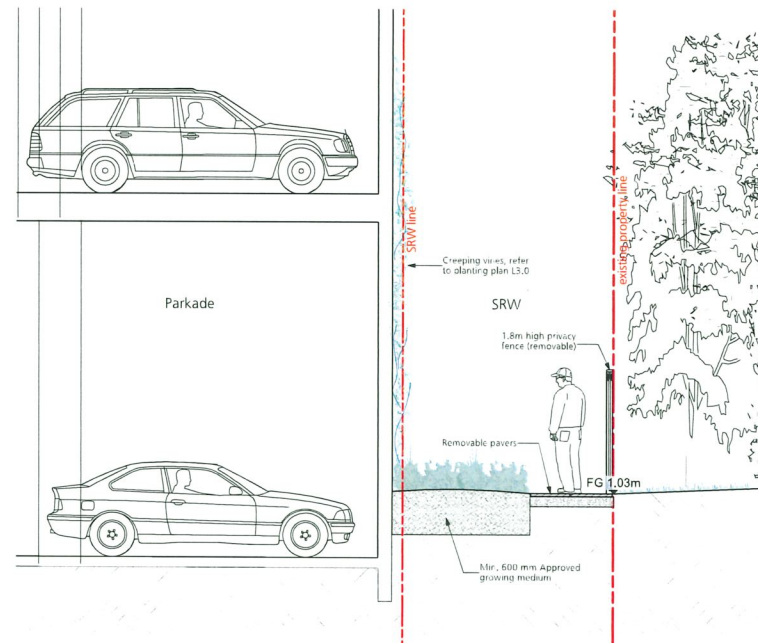 SRW line
existing property line
Creeping vines, refer
to planting plan L3.0
Parkade
SRW
1.8m high privacy
fence (removable)
Removable pavers
FG 1.03m
Min. 600 mm Approved
growing medium